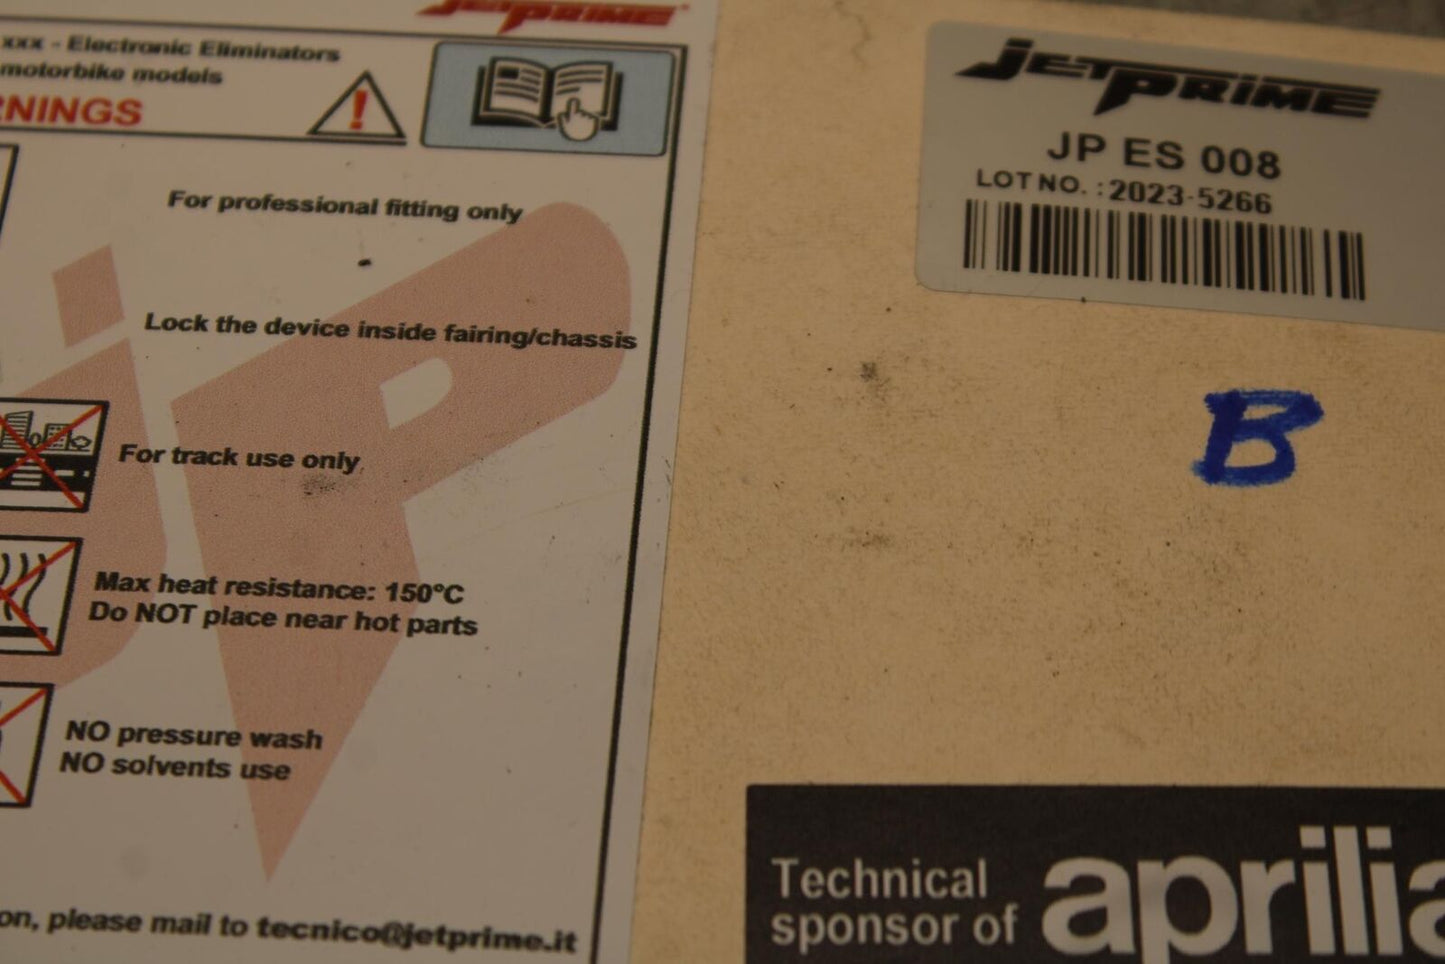 JETPRIME
xxx - Electronic Eliminators
motorbike models
RNINGS
For professional fitting only
Lock the device inside fairing/chassis
For track use only
Max heat resistance: 150°C
Do NOT place near hot parts
NO pressure wash
NO solvents use
on, please mail to tecnico@jetprime.it
JETPRIME
JP ES 008
LOT NO. : 2023-5266
B
Technical
sponsor of aprilia